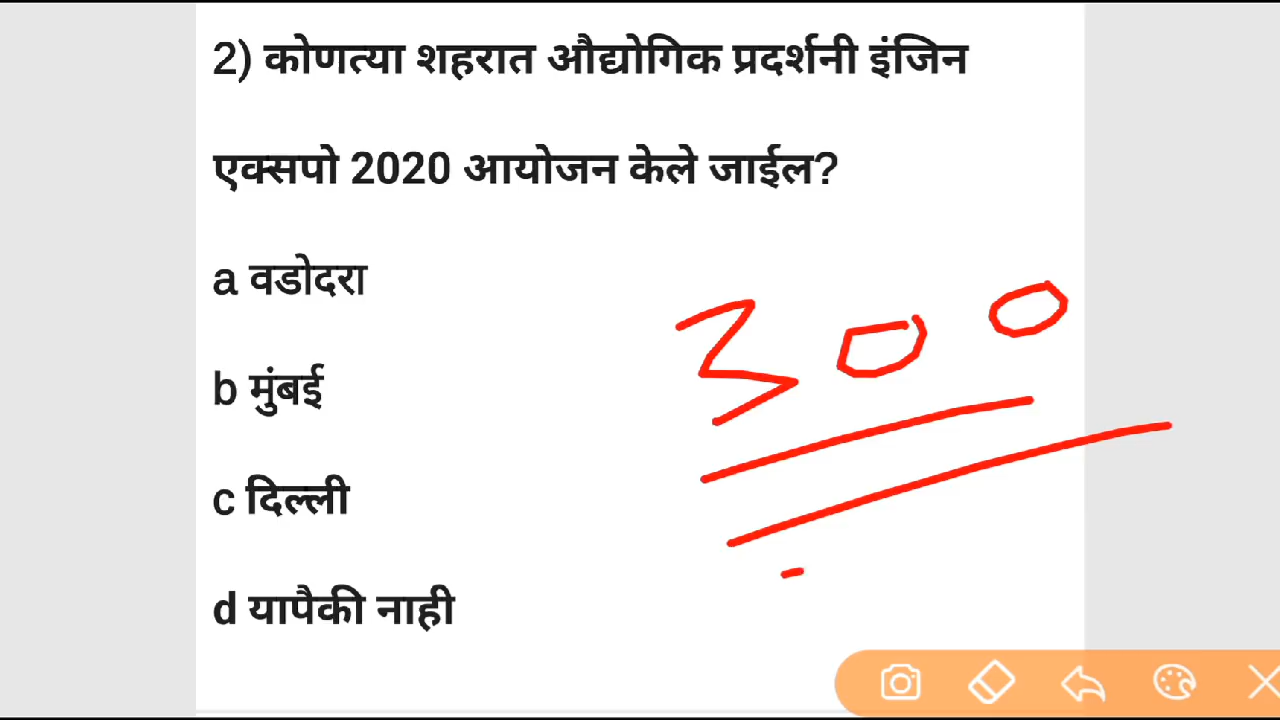 2) कोणत्या शहरात औद्योगिक प्रदर्शनी इंजिन
एक्सपो 2020 आयोजन केले जाईल?
a वडोदरा
b मुंबई
300
c दिल्ली
d यापैकी नाही